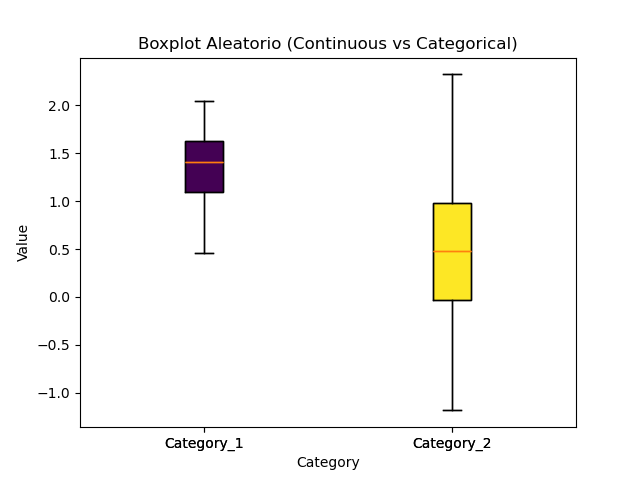 Boxplot Aleatorio (Continuous vs Categorical)
2.0
1.5
1.0
0.5
0.0
−0.5
−1.0
Value
Category_1
Category_2
Category